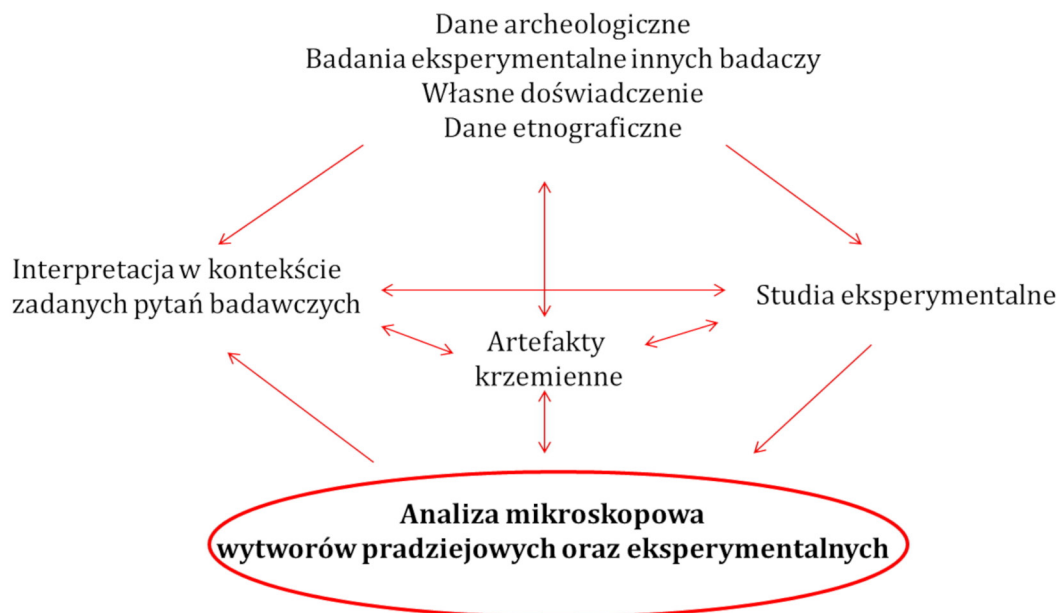 Dane archeologiczne
Badania eksperymentalne innych badaczy
Własne doświadczenie
Dane etnograficzne
Interpretacja w kontekście
zadanych pytań badawczych
Studia eksperymentalne
Artefakty
krzemienne
Analiza mikroskopowa
wytworów pradziejowych oraz eksperymentalnych